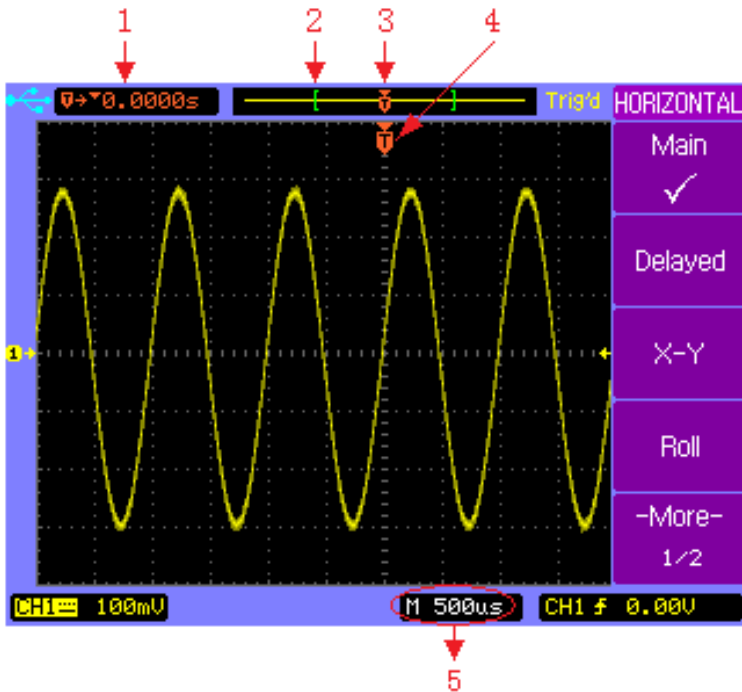 1 2 3 4
T→▼0.0000s T Trig'd HORIZONTAL
T
Main
✓
Delayed
1
X-Y
Roll
-More-
1/2
CH1 100mV M 500us CH1 0.00V
5